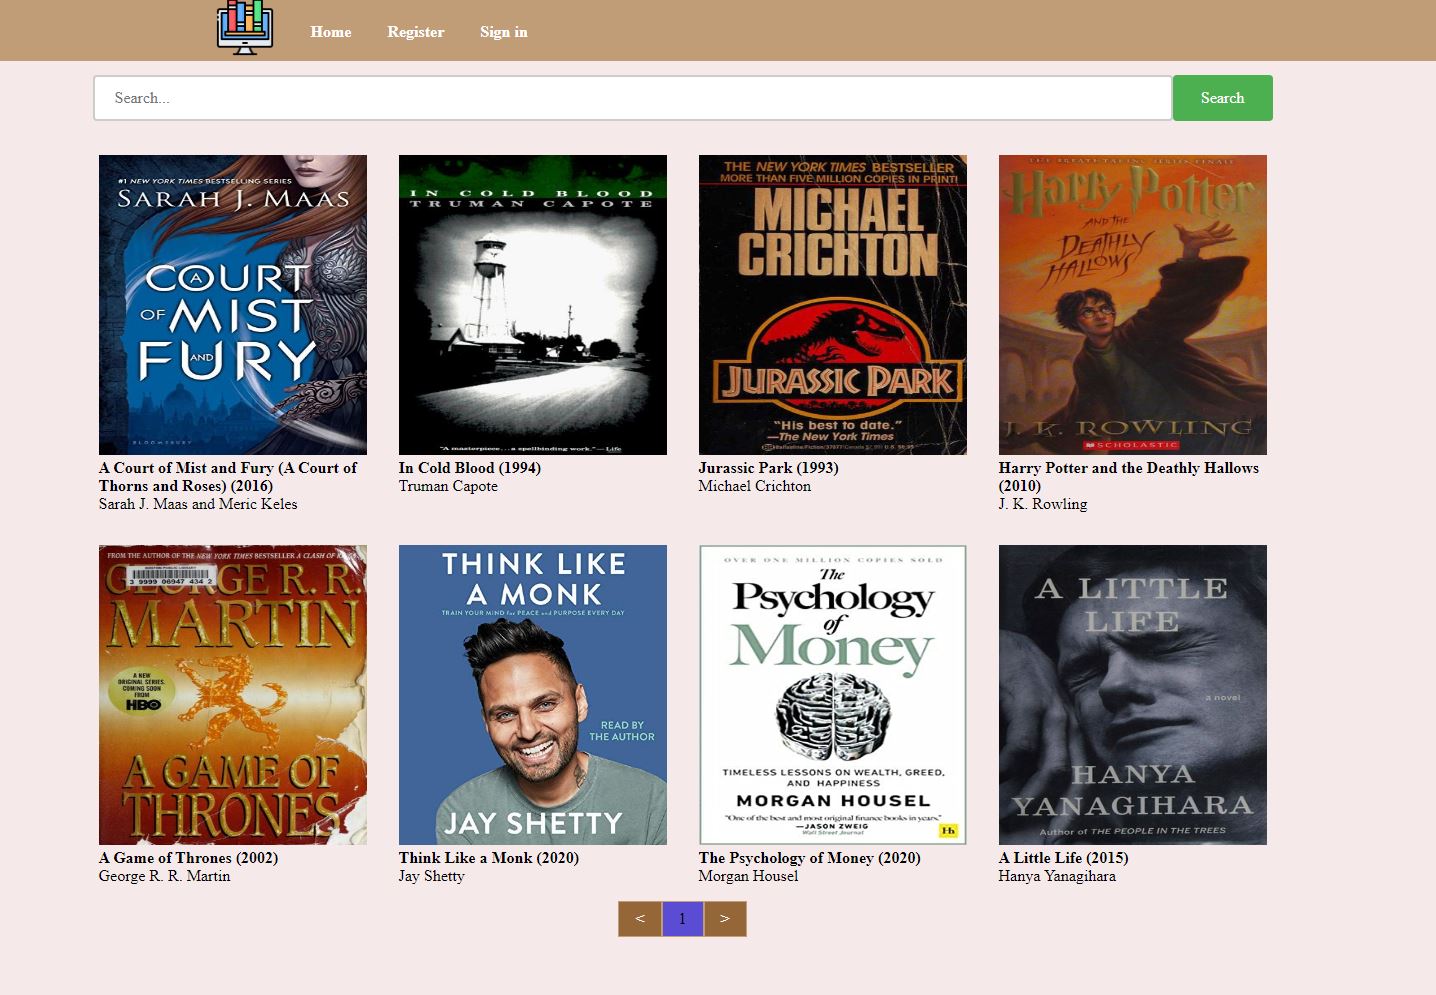 Home Register Sign in
Search...
Search
#1 NEW YORK TIMES BESTSELLING SERIES
SARAH J. MAAS
A COURT
OF MIST
AND
FURY
BLOOMSBURY
IN COLD BLOOD
TRUMAN CAPOTE
"A masterpiece...a spellbinding work."—Life
THE NEW YORK TIMES BESTSELLER
MORE THAN FIVE MILLION COPIES IN PRINT!
MICHAEL
CRICHTON
JURASSIC PARK
"His best to date."
—The New York Times
Harry Potter
AND THE
DEATHLY
HALLOWS
J. K. ROWLING
SCHOLASTIC
A Court of Mist and Fury (A Court of
Thorns and Roses) (2016)
Sarah J. Maas and Meric Keles
In Cold Blood (1994)
Truman Capote
Jurassic Park (1993)
Michael Crichton
Harry Potter and the Deathly Hallows
(2010)
J. K. Rowling
FROM THE AUTHOR OF THE NEW YORK TIMES BESTSELLER A CLASH OF KINGS
BOSTON PUBLIC LIBRARY
3 9999 06947 434 2
GEORGE R. R.
MARTIN
A NEW
ORIGINAL SERIES,
COMING SOON
FROM
HBO
A GAME OF
THRONES
THINK LIKE
A MONK
TRAIN YOUR MIND for PEACE and PURPOSE EVERY DAY
READ BY
THE AUTHOR
JAY SHETTY
OVER ONE MILLION COPIES SOLD
The
Psychology
of
Money
TIMELESS LESSONS ON WEALTH, GREED,
AND HAPPINESS
MORGAN HOUSEL
"One of the best and most original finance books in years."
—JASON ZWEIG
Wall Street Journal
Hh
A LITTLE
LIFE
a novel
HANYA
YANAGIHARA
Author of THE PEOPLE IN THE TREES
A Game of Thrones (2002)
George R. R. Martin
Think Like a Monk (2020)
Jay Shetty
The Psychology of Money (2020)
Morgan Housel
A Little Life (2015)
Hanya Yanagihara
< 1 >